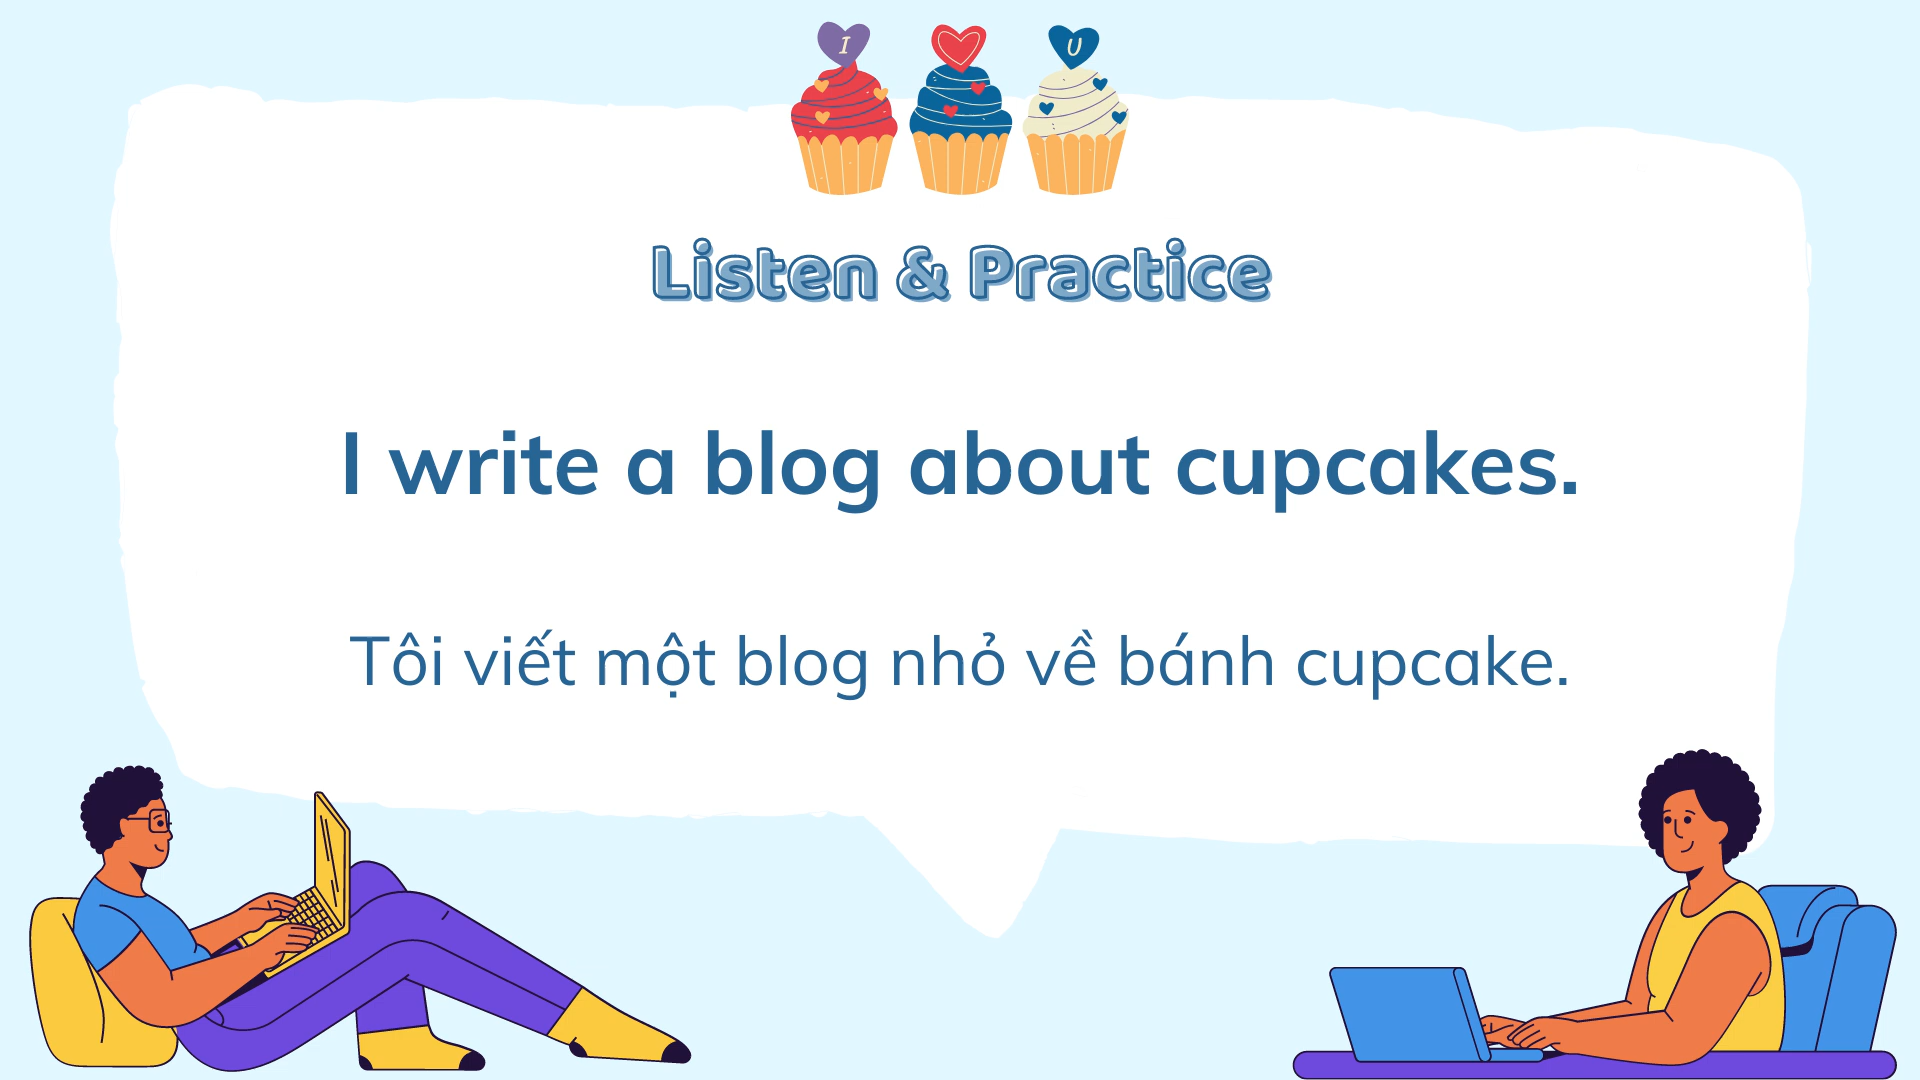 I U
Listen & Practice
I write a blog about cupcakes.
Tôi viết một blog nhỏ về bánh cupcake.